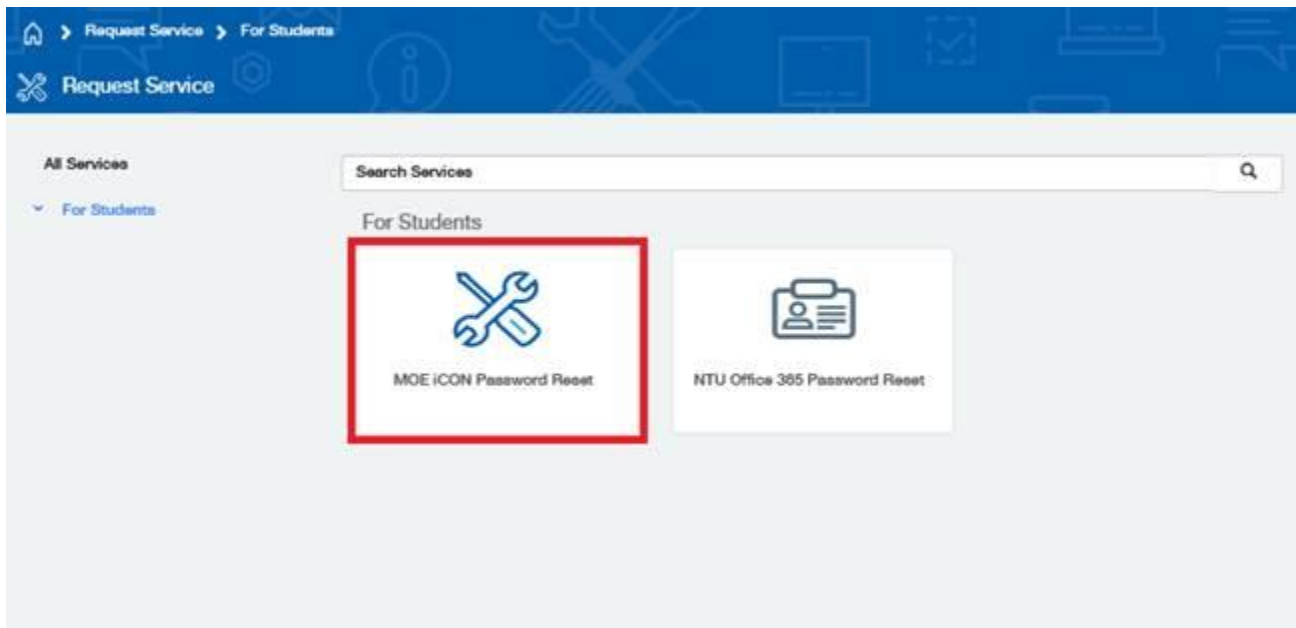 Request Service For Students
Request Service
All Services
Search Services
For Students
For Students
MOE iCON Password Reset
NTU Office 365 Password Reset